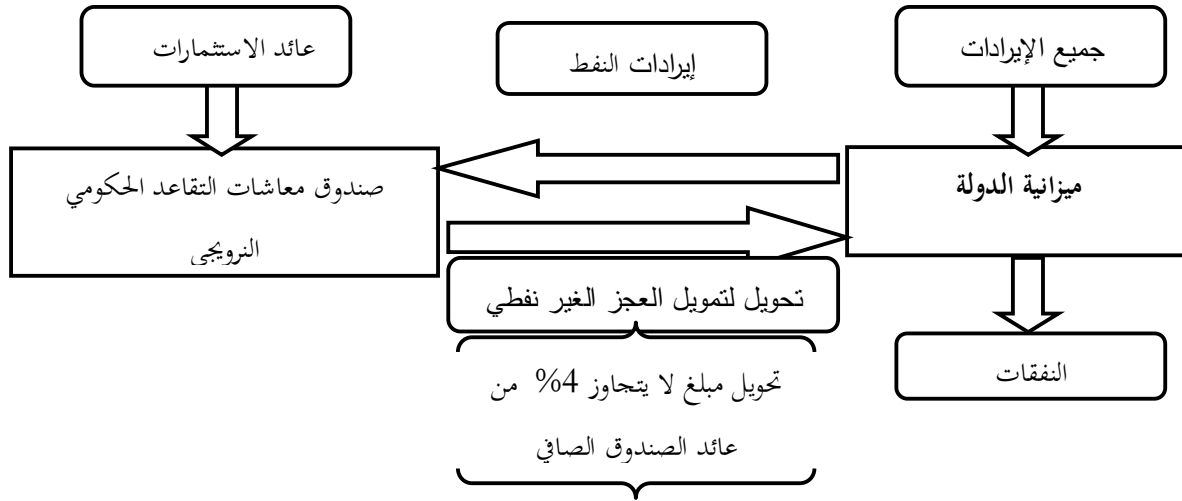 جميع الإيرادات
إيرادات النفط
عائد الاستثمارات
ميزانية الدولة
صندوق معاشات التقاعد الحكومي
النرويجي
تحويل لتمويل العجز الغير نفطي
النفقات
تحويل مبلغ لا يتجاوز 4% من
عائد الصندوق الصافي